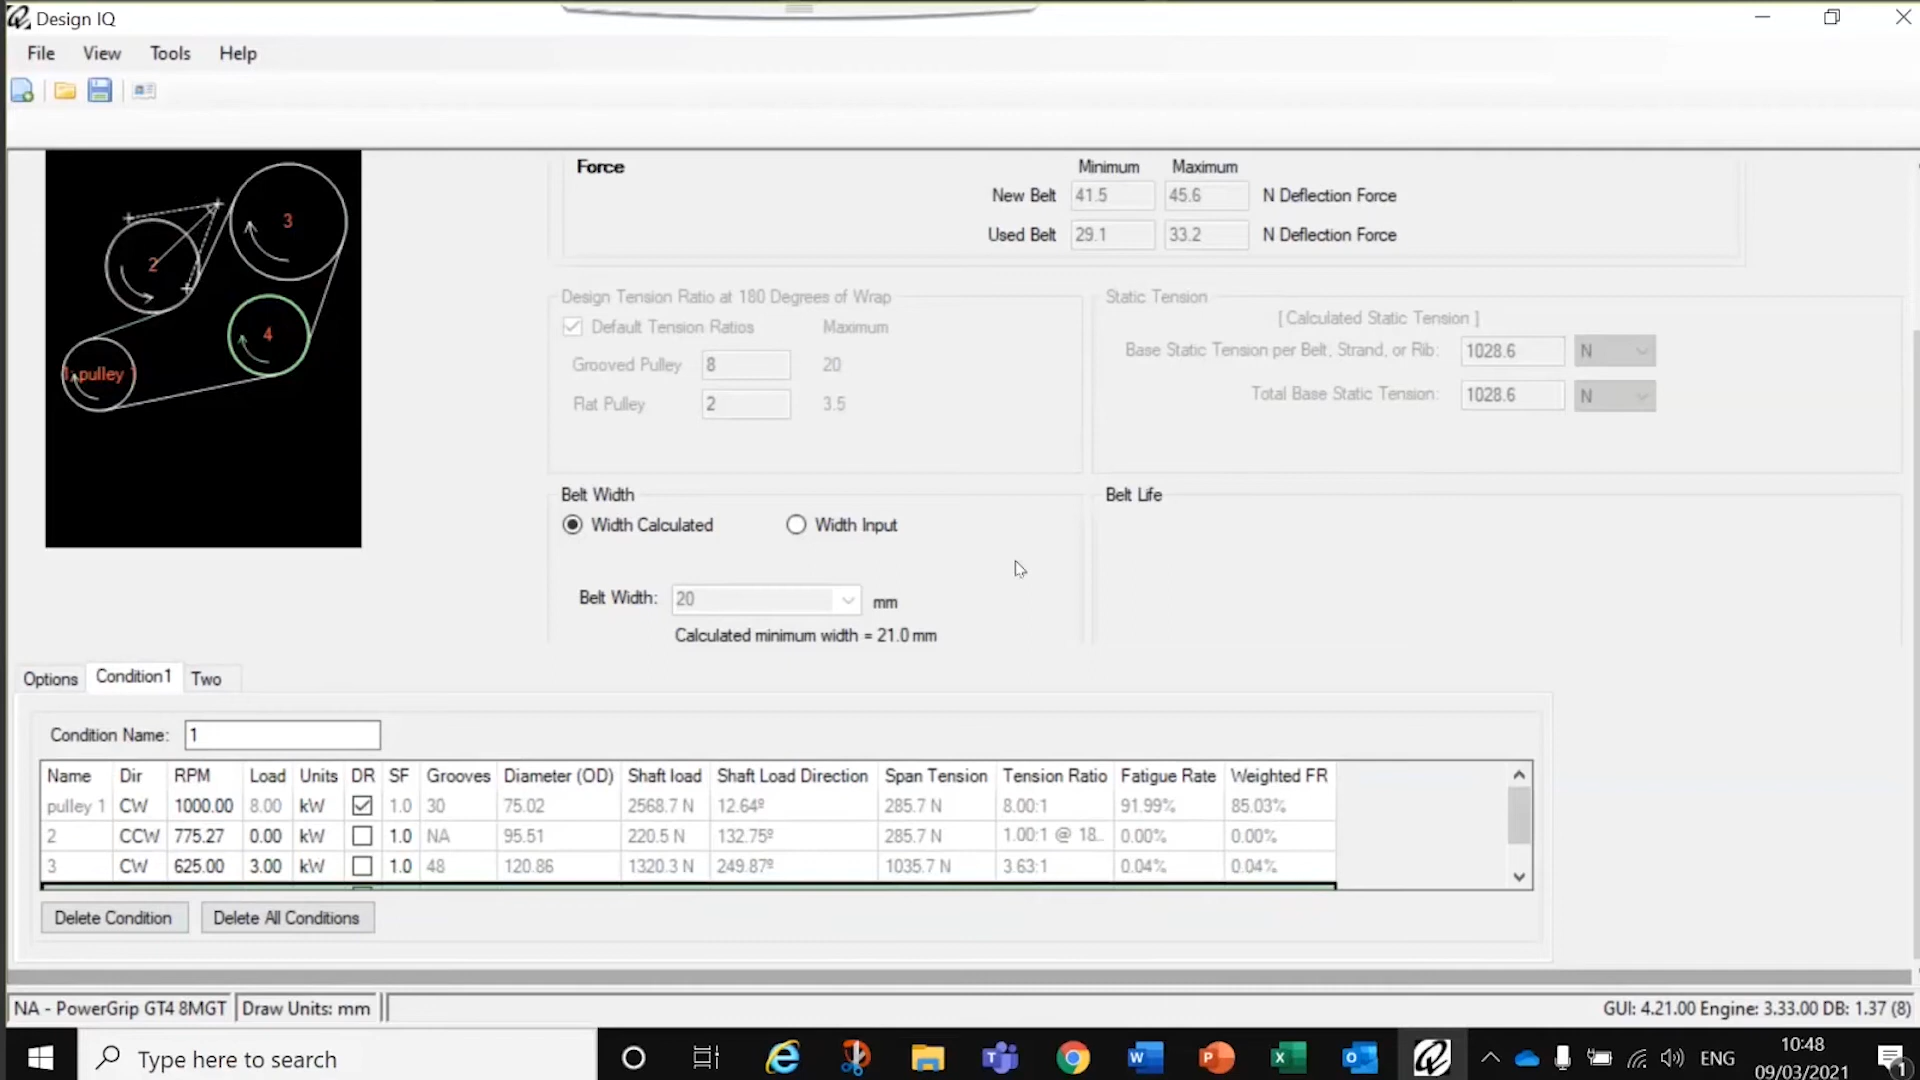 Design IQ
File View Tools Help
Force Minimum Maximum
New Belt 41.5 45.6 N Deflection Force
Used Belt 29.1 33.2 N Deflection Force
3
2
4
1; pulley 1
Design Tension Ratio at 180 Degrees of Wrap
Default Tension Ratios Maximum
Grooved Pulley 8 20
Flat Pulley 2 3.5
Static Tension
[ Calculated Static Tension ]
Base Static Tension per Belt, Strand, or Rib: 1028.6 N
Total Base Static Tension: 1028.6 N
Belt Width
Width Calculated Width Input
Belt Width: 20 mm
Calculated minimum width = 21.0 mm
Belt Life
Options Condition1 Two
Condition Name: 1
Name Dir RPM Load Units DR SF Grooves Diameter (OD) Shaft load Shaft Load Direction Span Tension Tension Ratio Fatigue Rate Weighted FR
pulley 1 CW 1000.00 8.00 kW 1.0 30 75.02 2568.7 N 12.64º 285.7 N 8.00:1 91.99% 85.03%
2 CCW 775.27 0.00 kW 1.0 NA 95.51 220.5 N 132.75º 285.7 N 1.00:1 @ 18... 0.00% 0.00%
3 CW 625.00 3.00 kW 1.0 48 120.86 1320.3 N 249.87º 1035.7 N 3.63:1 0.04% 0.04%
Delete Condition Delete All Conditions
NA - PowerGrip GT4 8MGT Draw Units: mm GUI: 4.21.00 Engine: 3.33.00 DB: 1.37 (8)
Type here to search ENG 10:48
09/03/2021 1